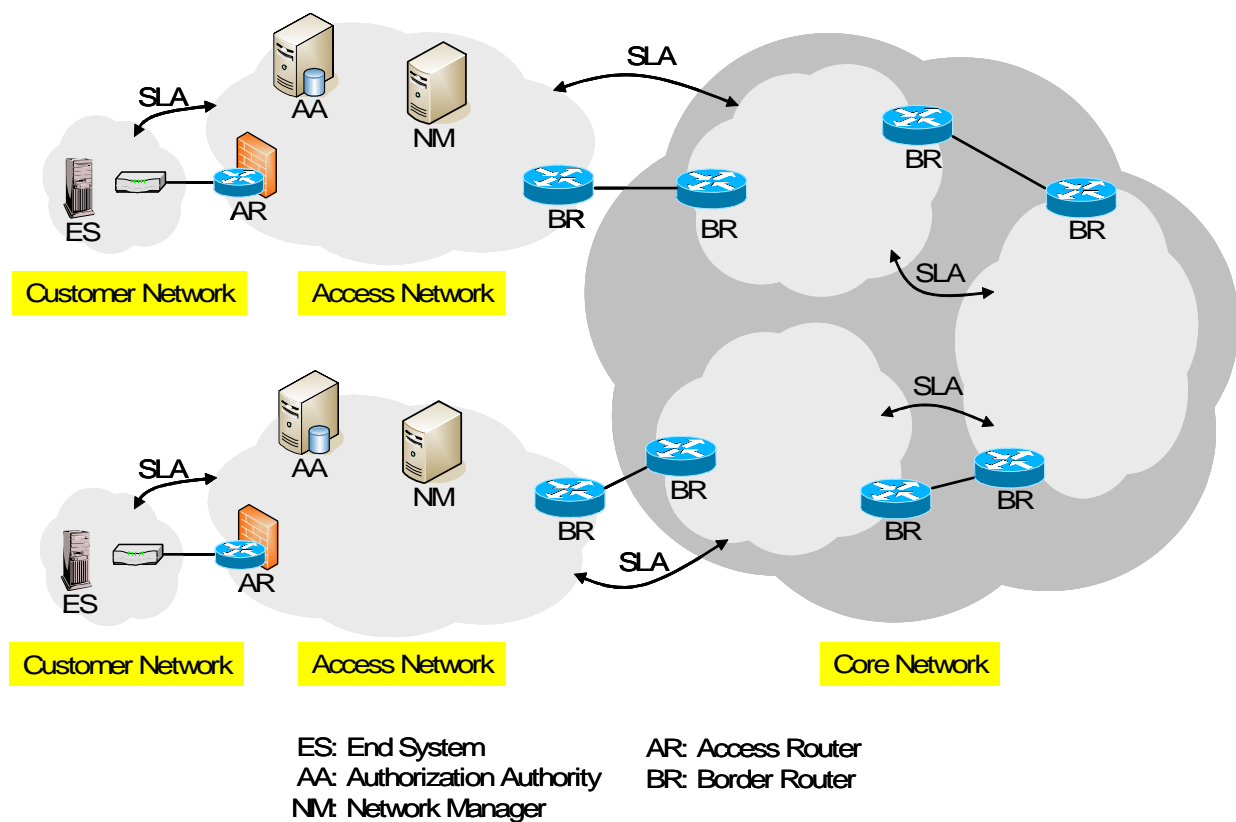 SLA
SLA
AA
NM
BR
AR
ES
BR
BR
BR
SLA
Customer Network
Access Network
SLA
AA
NM
SLA
BR
BR
BR
BR
AR
ES
SLA
Customer Network
Access Network
Core Network
ES: End System
AA: Authorization Authority
NM: Network Manager
AR: Access Router
BR: Border Router